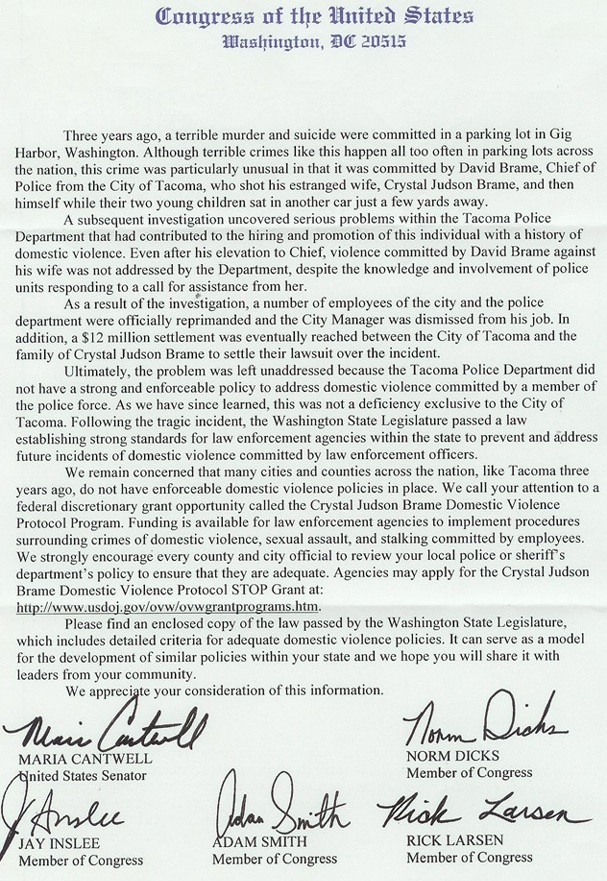 Congress of the United States
Washington, DC 20515
Three years ago, a terrible murder and suicide were committed in a parking lot in Gig
Harbor, Washington. Although terrible crimes like this happen all too often in parking lots across
the nation, this crime was particularly unusual in that it was committed by David Brame, Chief of
Police from the City of Tacoma, who shot his estranged wife, Crystal Judson Brame, and then
himself while their two young children sat in another car just a few yards away.
A subsequent investigation uncovered serious problems within the Tacoma Police
Department that had contributed to the hiring and promotion of this individual with a history of
domestic violence. Even after his elevation to Chief, violence committed by David Brame against
his wife was not addressed by the Department, despite the knowledge and involvement of police
units responding to a call for assistance from her.
As a result of the investigation, a number of employees of the city and the police
department were officially reprimanded and the City Manager was dismissed from his job. In
addition, a $12 million settlement was eventually reached between the City of Tacoma and the
family of Crystal Judson Brame to settle their lawsuit over the incident.
Ultimately, the problem was left unaddressed because the Tacoma Police Department did
not have a strong and enforceable policy to address domestic violence committed by a member of
the police force. As we have since learned, this was not a deficiency exclusive to the City of
Tacoma. Following the tragic incident, the Washington State Legislature passed a law
establishing strong standards for law enforcement agencies within the state to prevent and address
future incidents of domestic violence committed by law enforcement officers.
We remain concerned that many cities and counties across the nation, like Tacoma three
years ago, do not have enforceable domestic violence policies in place. We call your attention to a
federal discretionary grant opportunity called the Crystal Judson Brame Domestic Violence
Protocol Program. Funding is available for law enforcement agencies to implement procedures
surrounding crimes of domestic violence, sexual assault, and stalking committed by employees.
We strongly encourage every county and city official to review your local police or sheriff's
department's policy to ensure that they are adequate. Agencies may apply for the Crystal Judson
Brame Domestic Violence Protocol STOP Grant at:
http://www.usdoj.gov/ovw/ovwgrantprograms.htm.
Please find an enclosed copy of the law passed by the Washington State Legislature,
which includes detailed criteria for adequate domestic violence policies. It can serve as a model
for the development of similar policies within your state and we hope you will share it with
leaders from your community.
We appreciate your consideration of this information.
Maria Cantwell
Norm Dicks
MARIA CANTWELL
NORM DICKS
United States Senator
Member of Congress
J Inslee
Adam Smith
Rick Larsen
JAY INSLEE
ADAM SMITH
RICK LARSEN
Member of Congress
Member of Congress
Member of Congress